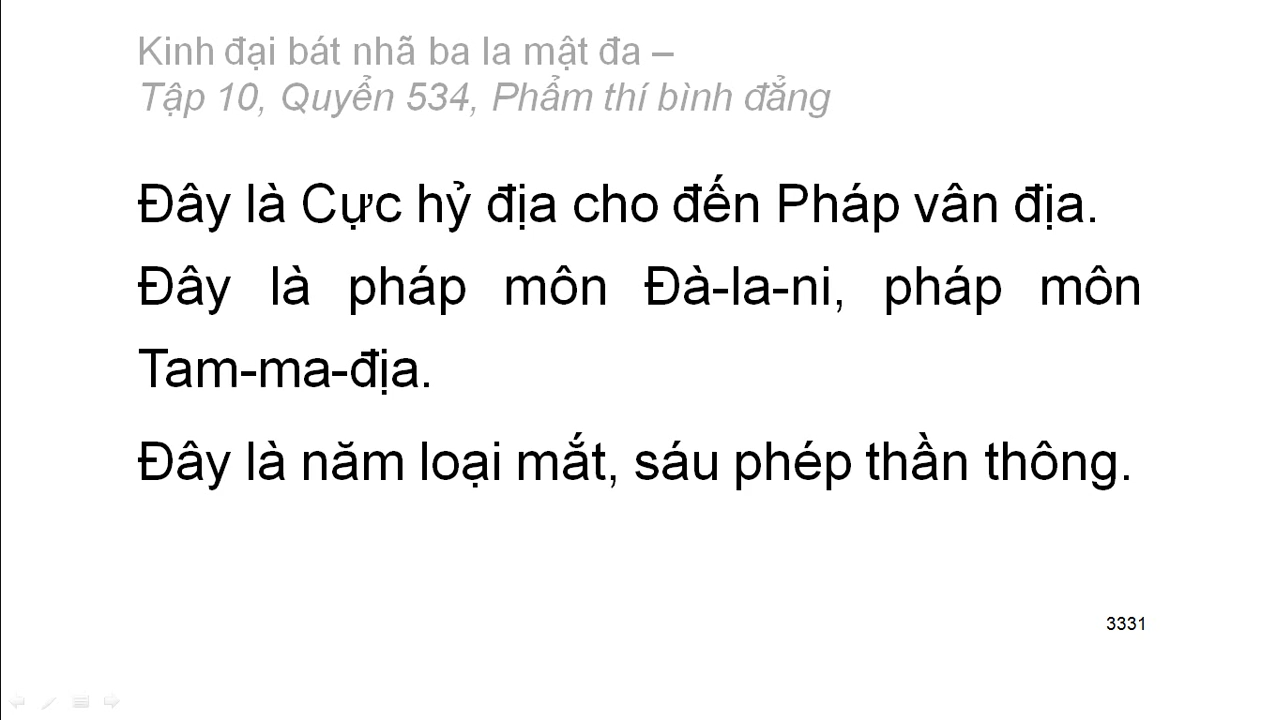 Kinh đại bát nhã ba la mật đa –
Tập 10, Quyển 534, Phẩm thí bình đẳng
Đây là Cực hỷ địa cho đến Pháp vân địa.
Đây là pháp môn Đà-la-ni, pháp môn
Tam-ma-địa.
Đây là năm loại mắt, sáu phép thần thông.
3331